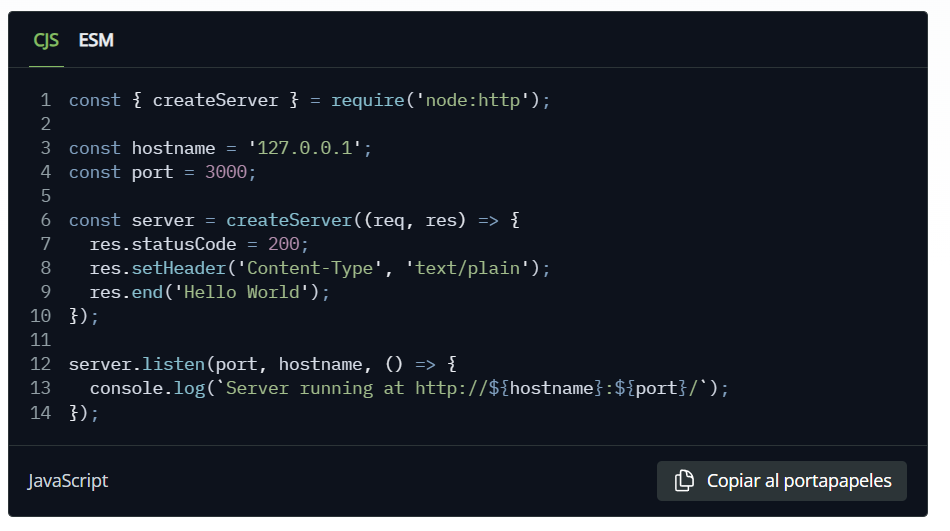 CJS ESM
1 const { createServer } = require('node:http');
2
3 const hostname = '127.0.0.1';
4 const port = 3000;
5
6 const server = createServer((req, res) => {
7   res.statusCode = 200;
8   res.setHeader('Content-Type', 'text/plain');
9   res.end('Hello World');
10 });
11
12 server.listen(port, hostname, () => {
13   console.log(`Server running at http://${hostname}:${port}/`);
14 });
JavaScript Copiar al portapapeles